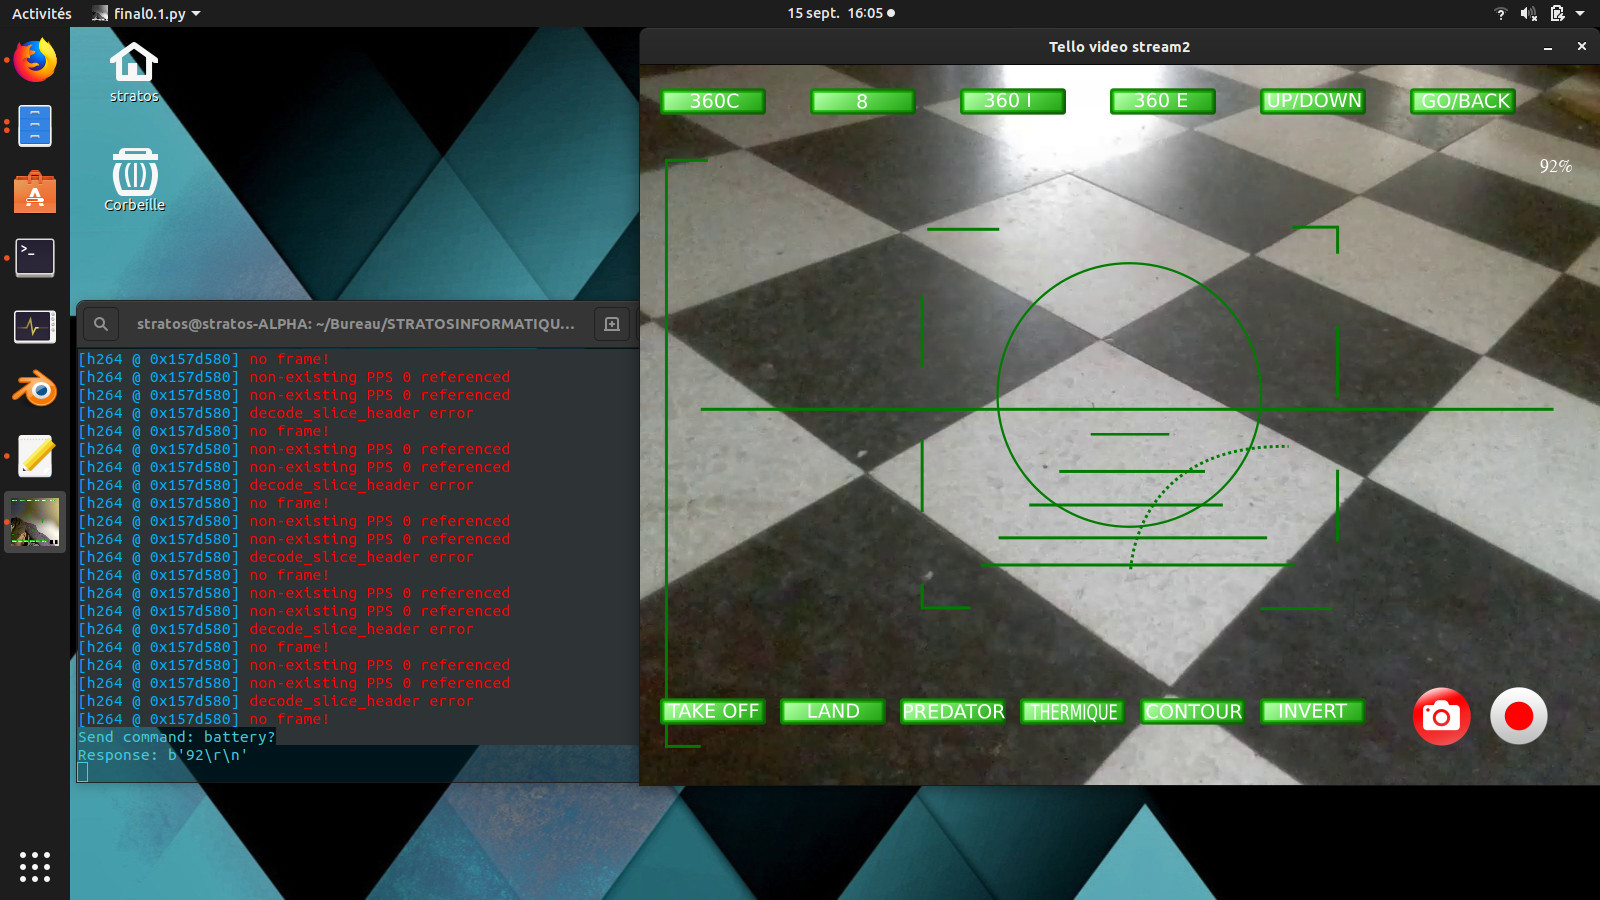 Activités
final0.1.py
15 sept. 16:05
stratos
Corbeille
stratos@stratos-ALPHA: ~/Bureau/STRATOSINFORMATIQU...
[h264 @ 0x157d580] no frame!
[h264 @ 0x157d580] non-existing PPS 0 referenced
[h264 @ 0x157d580] non-existing PPS 0 referenced
[h264 @ 0x157d580] decode_slice_header error
[h264 @ 0x157d580] no frame!
[h264 @ 0x157d580] non-existing PPS 0 referenced
[h264 @ 0x157d580] non-existing PPS 0 referenced
[h264 @ 0x157d580] decode_slice_header error
[h264 @ 0x157d580] no frame!
[h264 @ 0x157d580] non-existing PPS 0 referenced
[h264 @ 0x157d580] non-existing PPS 0 referenced
[h264 @ 0x157d580] decode_slice_header error
[h264 @ 0x157d580] no frame!
[h264 @ 0x157d580] non-existing PPS 0 referenced
[h264 @ 0x157d580] non-existing PPS 0 referenced
[h264 @ 0x157d580] decode_slice_header error
[h264 @ 0x157d580] no frame!
[h264 @ 0x157d580] non-existing PPS 0 referenced
[h264 @ 0x157d580] non-existing PPS 0 referenced
[h264 @ 0x157d580] decode_slice_header error
[h264 @ 0x157d580] no frame!
Send command: battery?
Response: b'92\r\n'
Tello video stream2
360C 8 360 I 360 E UP/DOWN GO/BACK
92%
TAKE OFF LAND PREDATOR THERMIQUE CONTOUR INVERT